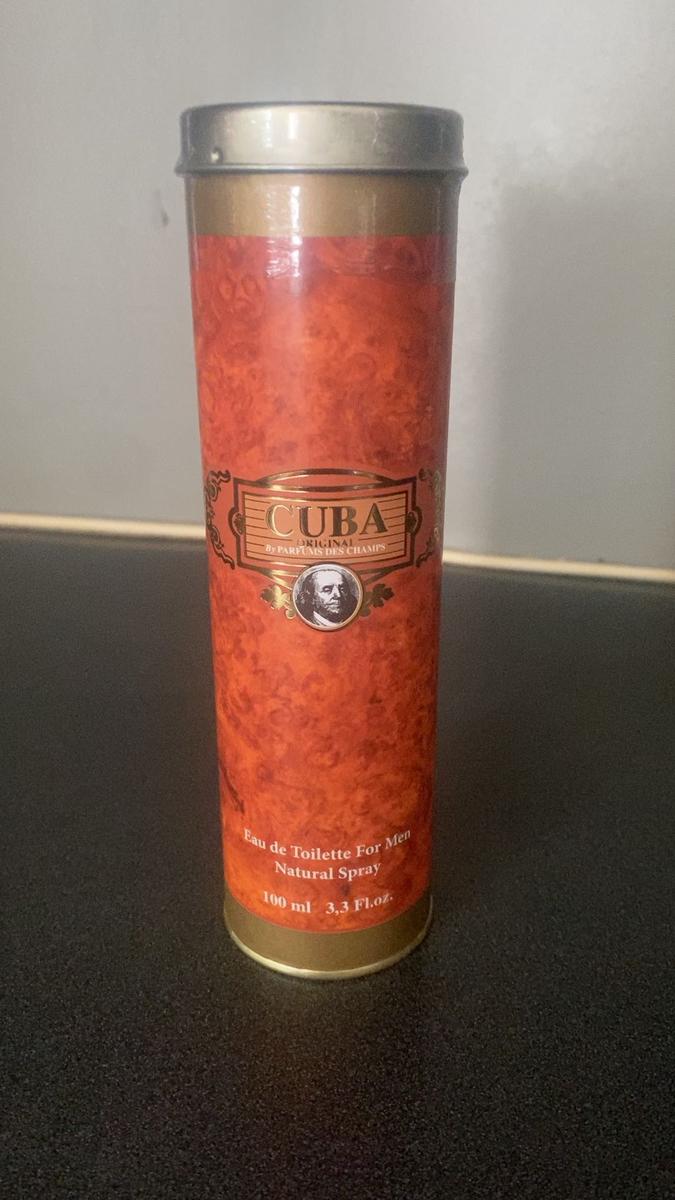 CUBA
ORIGINAL
By PARFUMS DES CHAMPS
Eau de Toilette For Men
Natural Spray
100 ml 3,3 Fl.oz.